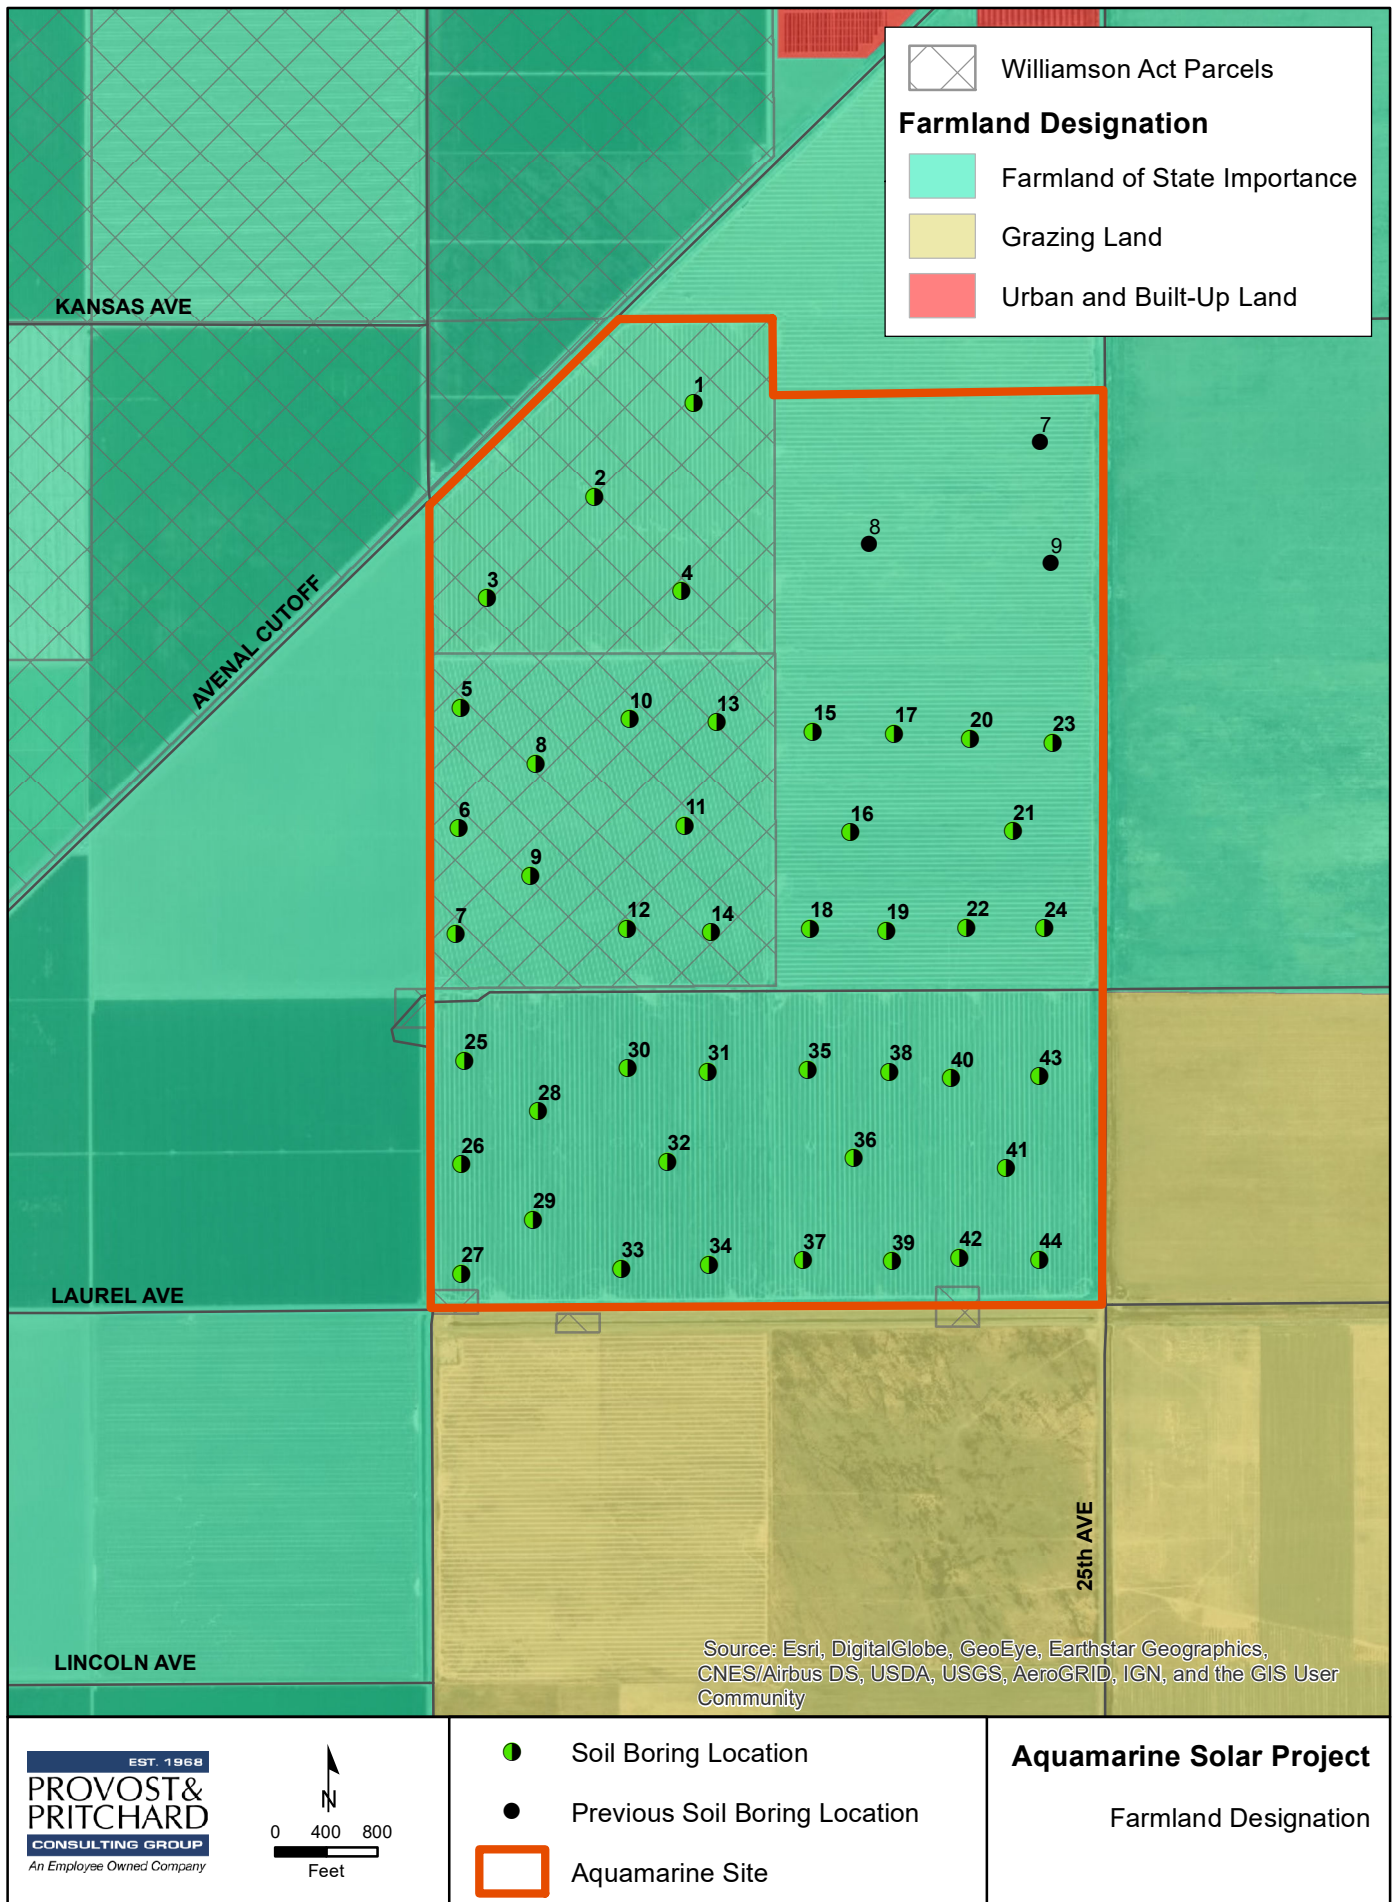 Williamson Act Parcels
Farmland Designation
Farmland of State Importance
Grazing Land
Urban and Built-Up Land
KANSAS AVE
1
7
2
8
9
3
4
AVENAL CUTOFF
5
10
13
15
17
20
23
8
6
11
16
21
9
7
12
14
18
19
22
24
25
30
31
35
38
40
43
28
26
32
36
41
29
27
33
34
37
39
42
44
LAUREL AVE
25th AVE
LINCOLN AVE
Source: Esri, DigitalGlobe, GeoEye, Earthstar Geographics,
CNES/Airbus DS, USDA, USGS, AeroGRID, IGN, and the GIS User
Community
EST. 1968
PROVOST&
PRITCHARD
CONSULTING GROUP
An Employee Owned Company
N
0 400 800
Feet
Soil Boring Location
Previous Soil Boring Location
Aquamarine Site
Aquamarine Solar Project
Farmland Designation